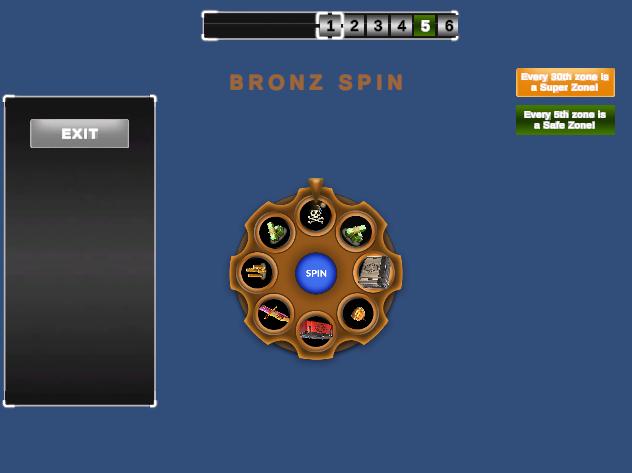 1 2 3 4 5 6
BRONZ SPIN
Every 30th zone is
a Super Zone!
Every 5th zone is
a Safe Zone!
EXIT
SPIN